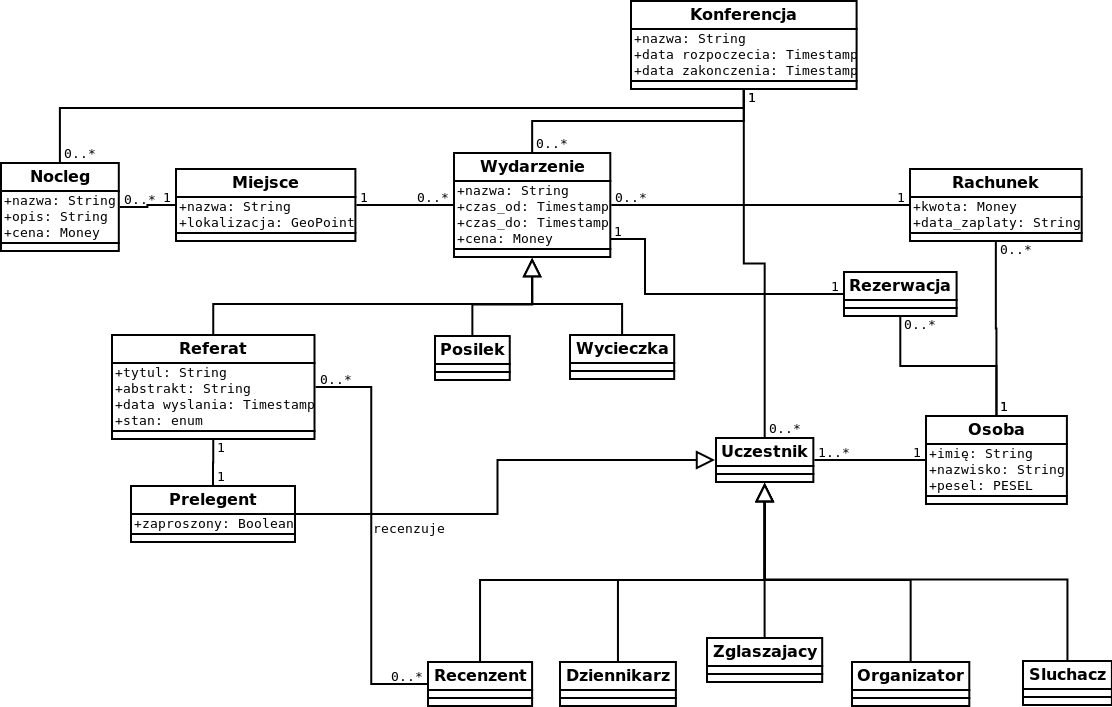 Konferencja
+nazwa: String
+data rozpoczecia: Timestamp
+data zakonczenia: Timestamp
1
0..*
0..*
Nocleg
+nazwa: String
+opis: String
+cena: Money
0..*
1
Miejsce
+nazwa: String
+lokalizacja: GeoPoint
1
0..*
Wydarzenie
+nazwa: String
+czas_od: Timestamp
+czas_do: Timestamp
+cena: Money
0..*
1
1
1
Rachunek
+kwota: Money
+data_zaplaty: String
0..*
Rezerwacja
0..*
Referat
+tytul: String
+abstrakt: String
+data wyslania: Timestamp
+stan: enum
0..*
1
1
Posilek
Wycieczka
Prelegent
+zaproszony: Boolean
recenzuje
0..*
Uczestnik
0..*
1..*
1
1
Osoba
+imię: String
+nazwisko: String
+pesel: PESEL
Recenzent
Dziennikarz
Zglaszajacy
Organizator
Sluchacz